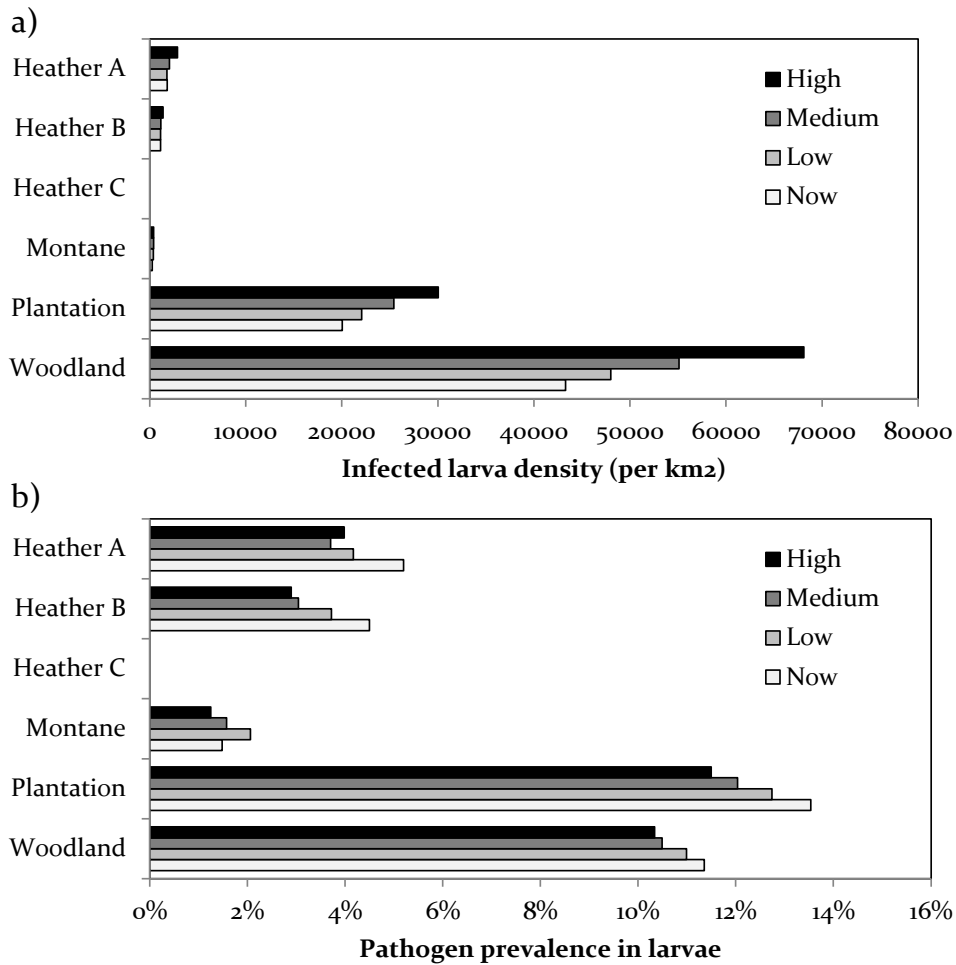 a)
Heather A
Heather B
Heather C
Montane
Plantation
Woodland
High
Medium
Low
Now
0 10000 20000 30000 40000 50000 60000 70000 80000
Infected larva density (per km2)
b)
Heather A
Heather B
Heather C
Montane
Plantation
Woodland
High
Medium
Low
Now
0% 2% 4% 6% 8% 10% 12% 14% 16%
Pathogen prevalence in larvae